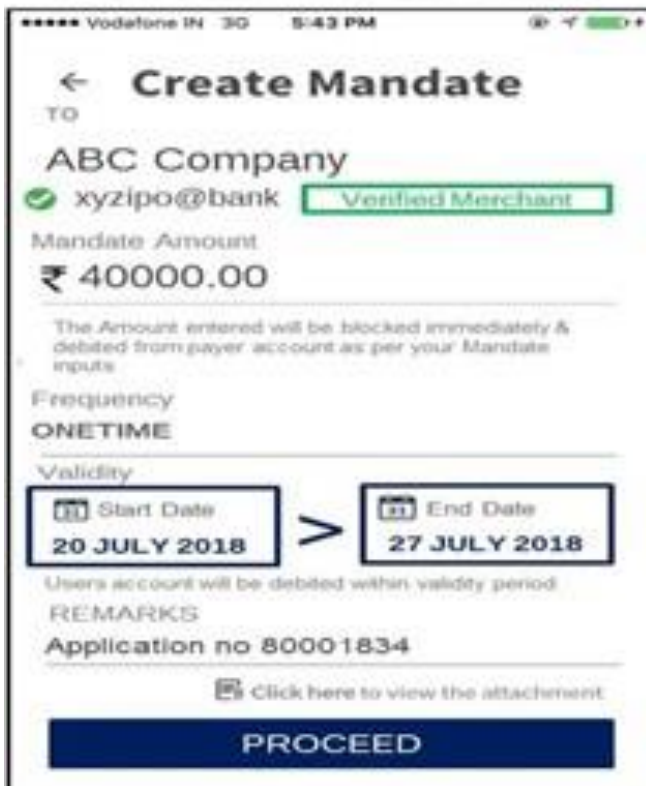 Vodafone IN 3G 5:43 PM
← Create Mandate
TO
ABC Company
xyzipo@bank Verified Merchant
Mandate Amount
₹ 40000.00
The Amount entered will be blocked immediately &
debited from payer account as per your Mandate
inputs
Frequency
ONETIME
Validity
31 Start Date > 31 End Date
20 JULY 2018 27 JULY 2018
Users account will be debited within validity period
REMARKS
Application no 80001834
Click here to view the attachment
PROCEED